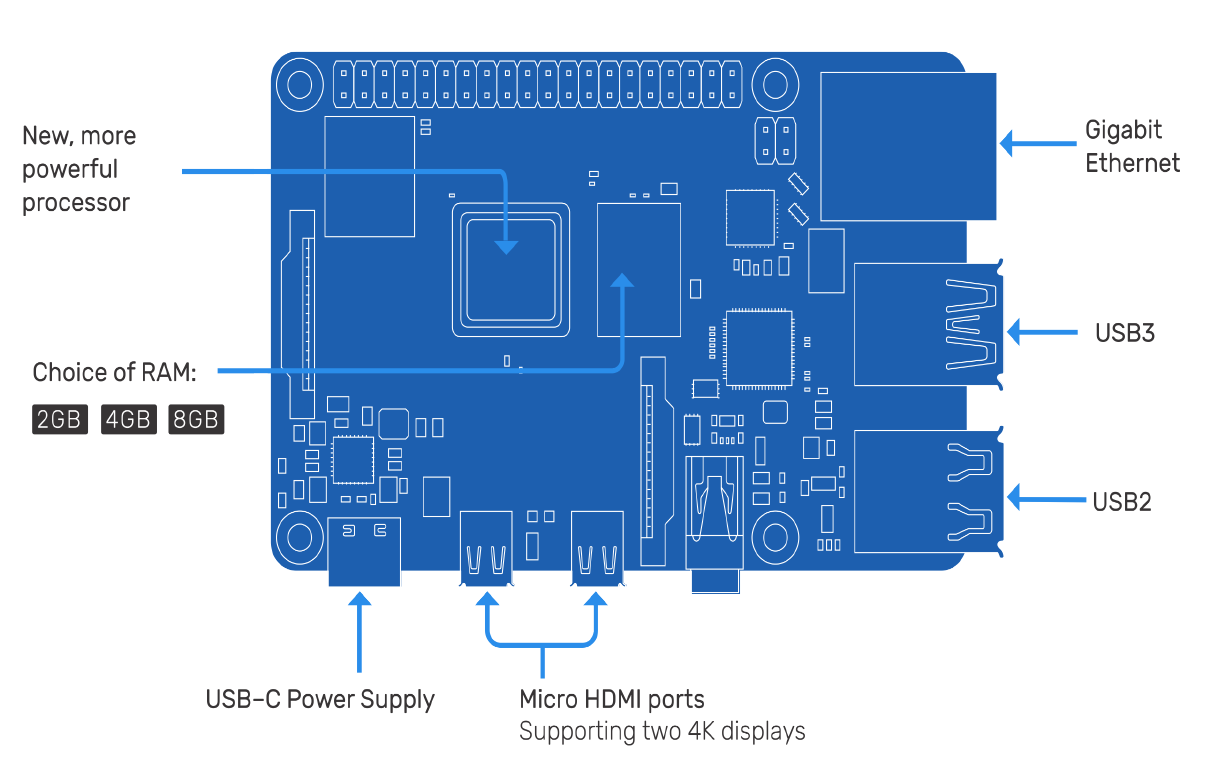 New, more
powerful
processor
Gigabit
Ethernet
USB3
Choice of RAM:
2GB 4GB 8GB
USB2
USB-C Power Supply
Micro HDMI ports
Supporting two 4K displays